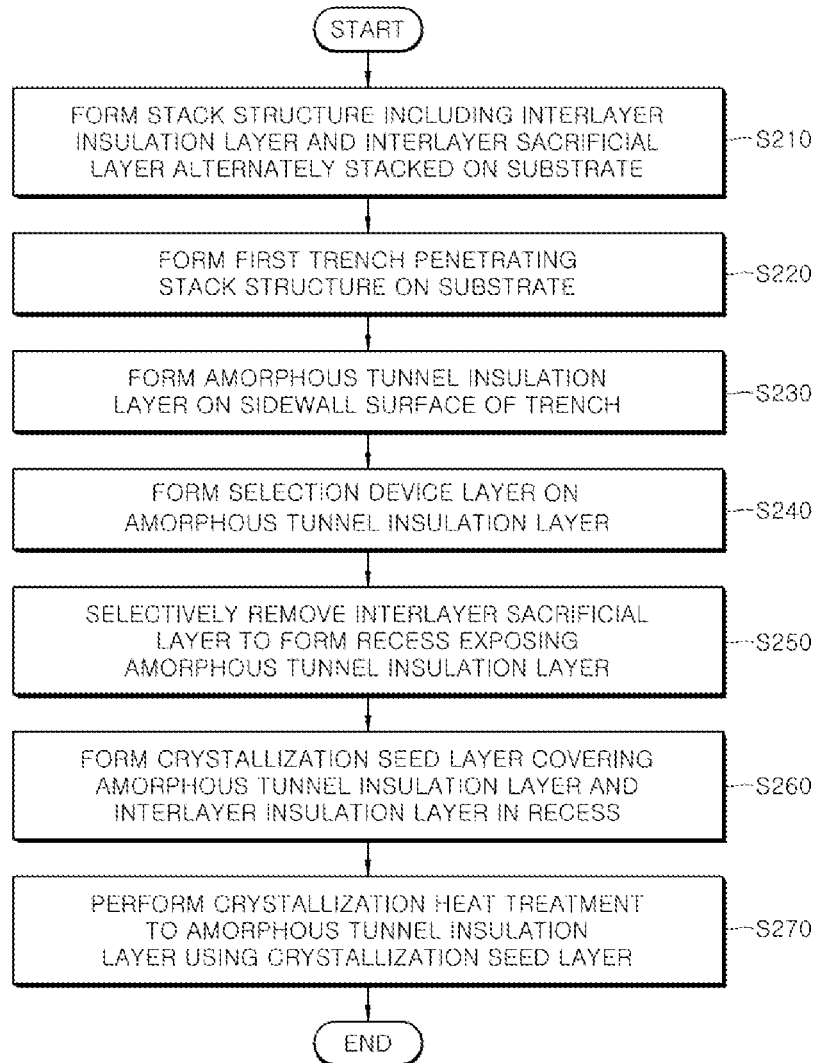 START
FORM STACK STRUCTURE INCLUDING INTERLAYER
INSULATION LAYER AND INTERLAYER SACRIFICIAL
LAYER ALTERNATELY STACKED ON SUBSTRATE
S210
FORM FIRST TRENCH PENETRATING
STACK STRUCTURE ON SUBSTRATE
S220
FORM AMORPHOUS TUNNEL INSULATION
LAYER ON SIDEWALL SURFACE OF TRENCH
S230
FORM SELECTION DEVICE LAYER ON
AMORPHOUS TUNNEL INSULATION LAYER
S240
SELECTIVELY REMOVE INTERLAYER SACRIFICIAL
LAYER TO FORM RECESS EXPOSING
AMORPHOUS TUNNEL INSULATION LAYER
S250
FORM CRYSTALLIZATION SEED LAYER COVERING
AMORPHOUS TUNNEL INSULATION LAYER AND
INTERLAYER INSULATION LAYER IN RECESS
S260
PERFORM CRYSTALLIZATION HEAT TREATMENT
TO AMORPHOUS TUNNEL INSULATION
LAYER USING CRYSTALLIZATION SEED LAYER
S270
END